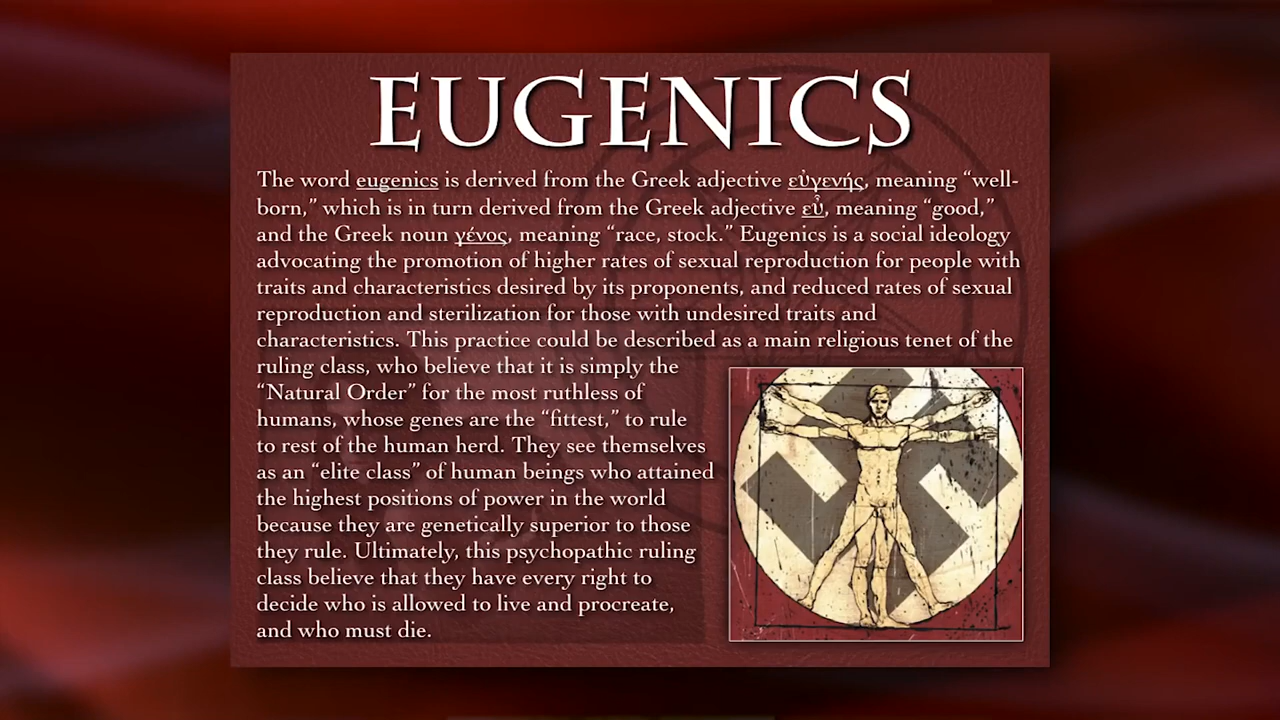 EUGENICS
The word eugenics is derived from the Greek adjective εὐγενής, meaning “well-
born,” which is in turn derived from the Greek adjective εὖ, meaning “good,”
and the Greek noun γένος, meaning “race, stock.” Eugenics is a social ideology
advocating the promotion of higher rates of sexual reproduction for people with
traits and characteristics desired by its proponents, and reduced rates of sexual
reproduction and sterilization for those with undesired traits and
characteristics. This practice could be described as a main religious tenet of the
ruling class, who believe that it is simply the
“Natural Order” for the most ruthless of
humans, whose genes are the “fittest,” to rule
to rest of the human herd. They see themselves
as an “elite class” of human beings who attained
the highest positions of power in the world
because they are genetically superior to those
they rule. Ultimately, this psychopathic ruling
class believe that they have every right to
decide who is allowed to live and procreate,
and who must die.